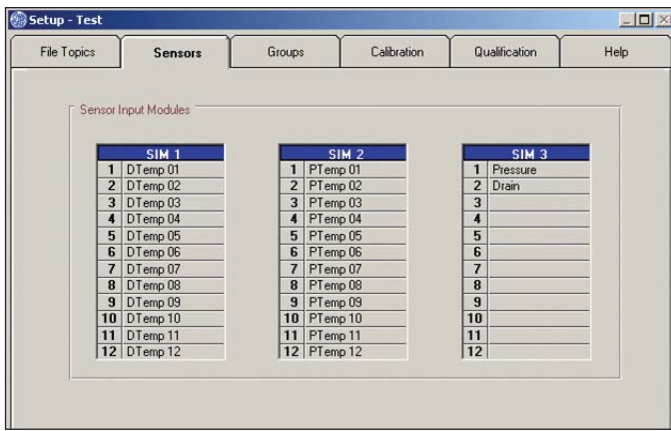 Setup - Test
File Topics Sensors Groups Calibration Qualification Help
Sensor Input Modules
SIM 1 SIM 2 SIM 3
1 DTemp 01 1 PTemp 01 1 Pressure
2 DTemp 02 2 PTemp 02 2 Drain
3 DTemp 03 3 PTemp 03 3
4 DTemp 04 4 PTemp 04 4
5 DTemp 05 5 PTemp 05 5
6 DTemp 06 6 PTemp 06 6
7 DTemp 07 7 PTemp 07 7
8 DTemp 08 8 PTemp 08 8
9 DTemp 09 9 PTemp 09 9
10 DTemp 10 10 PTemp 10 10
11 DTemp 11 11 PTemp 11 11
12 DTemp 12 12 PTemp 12 12